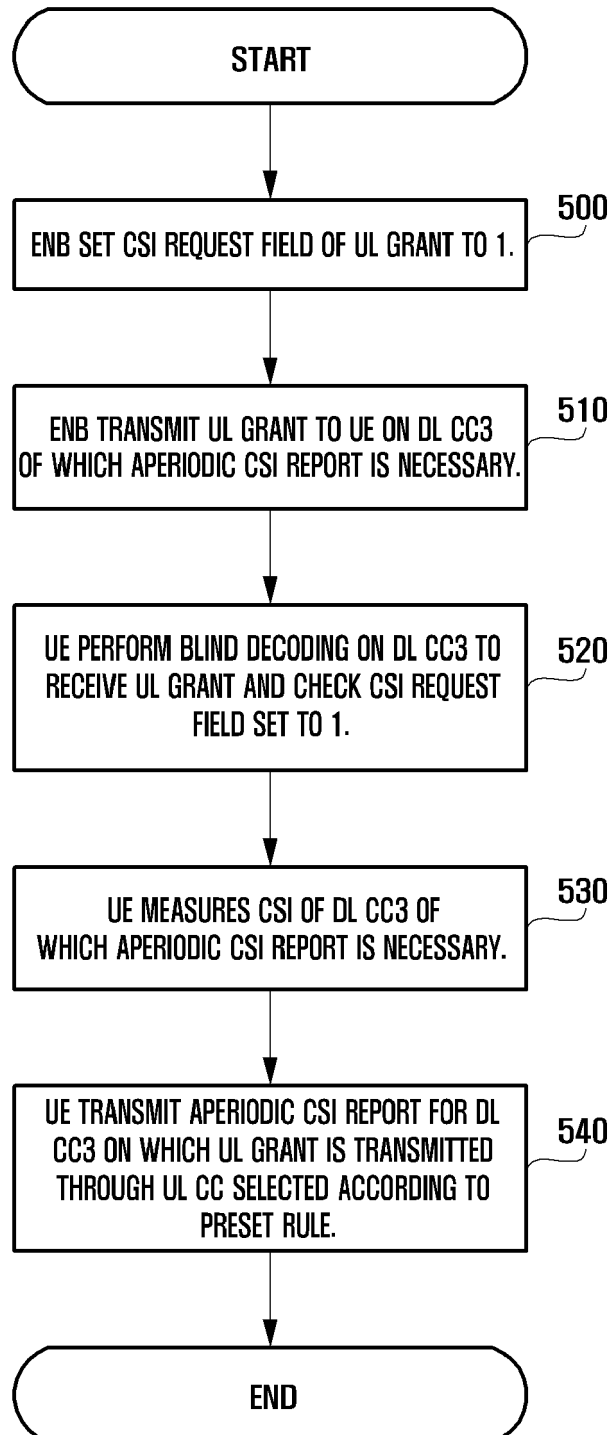 START
500
ENB SET CSI REQUEST FIELD OF UL GRANT TO 1.
510
ENB TRANSMIT UL GRANT TO UE ON DL CC3
OF WHICH APERIODIC CSI REPORT IS NECESSARY.
520
UE PERFORM BLIND DECODING ON DL CC3 TO
RECEIVE UL GRANT AND CHECK CSI REQUEST
FIELD SET TO 1.
530
UE MEASURES CSI OF DL CC3 OF
WHICH APERIODIC CSI REPORT IS NECESSARY.
540
UE TRANSMIT APERIODIC CSI REPORT FOR DL
CC3 ON WHICH UL GRANT IS TRANSMITTED
THROUGH UL CC SELECTED ACCORDING TO
PRESET RULE.
END